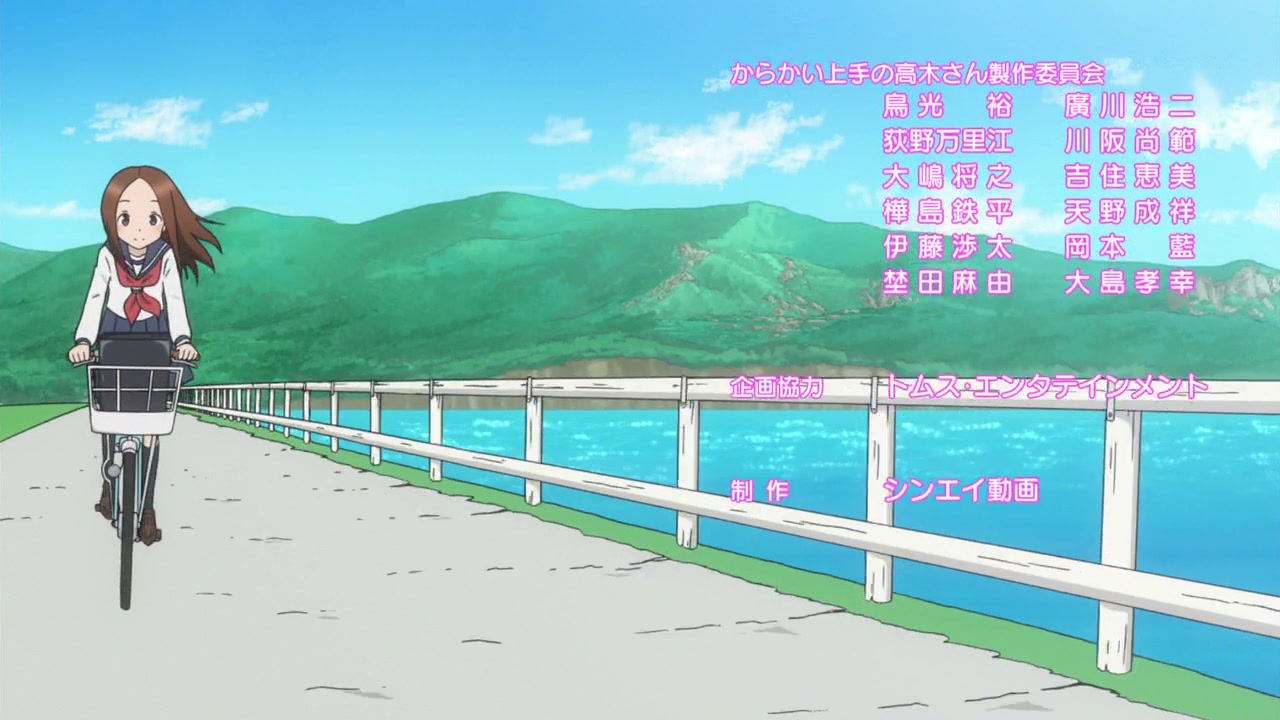 からかい上手の高木さん製作委員会
鳥光 裕 廣川浩二
荻野万里江 川阪尚範
大嶋将之 吉住恵美
樺島鉄平 天野成祥
伊藤渉太 岡本 藍
埜田麻由 大島孝幸
企画協力 トムス・エンタテインメント
制作 シンエイ動画